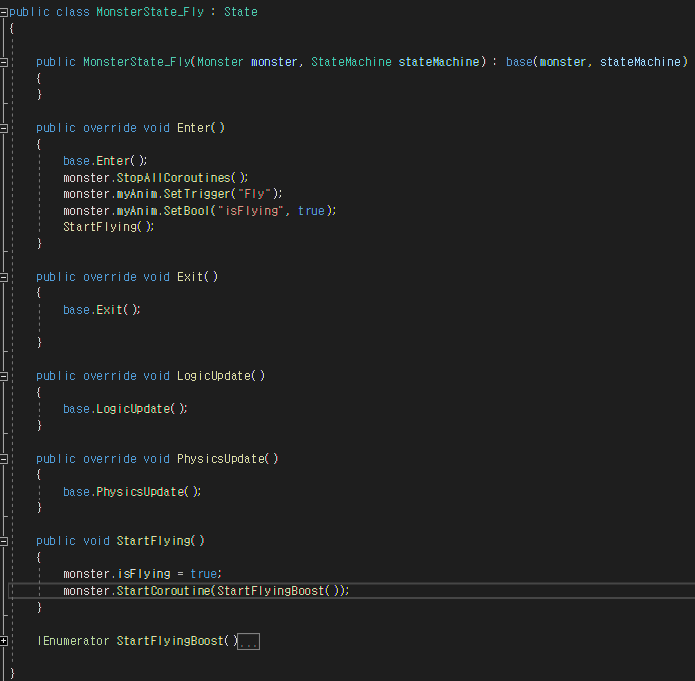 public class MonsterState_Fly : State
{
public MonsterState_Fly(Monster monster, StateMachine stateMachine) : base(monster, stateMachine)
{
}
public override void Enter()
{
base.Enter();
monster.StopAllCoroutines();
monster.myAnim.SetTrigger("Fly");
monster.myAnim.SetBool("isFlying", true);
StartFlying();
}
public override void Exit()
{
base.Exit();
}
public override void LogicUpdate()
{
base.LogicUpdate();
}
public override void PhysicsUpdate()
{
base.PhysicsUpdate();
}
public void StartFlying()
{
monster.isFlying = true;
monster.StartCoroutine(StartFlyingBoost());
}
IEnumerator StartFlyingBoost()...
}